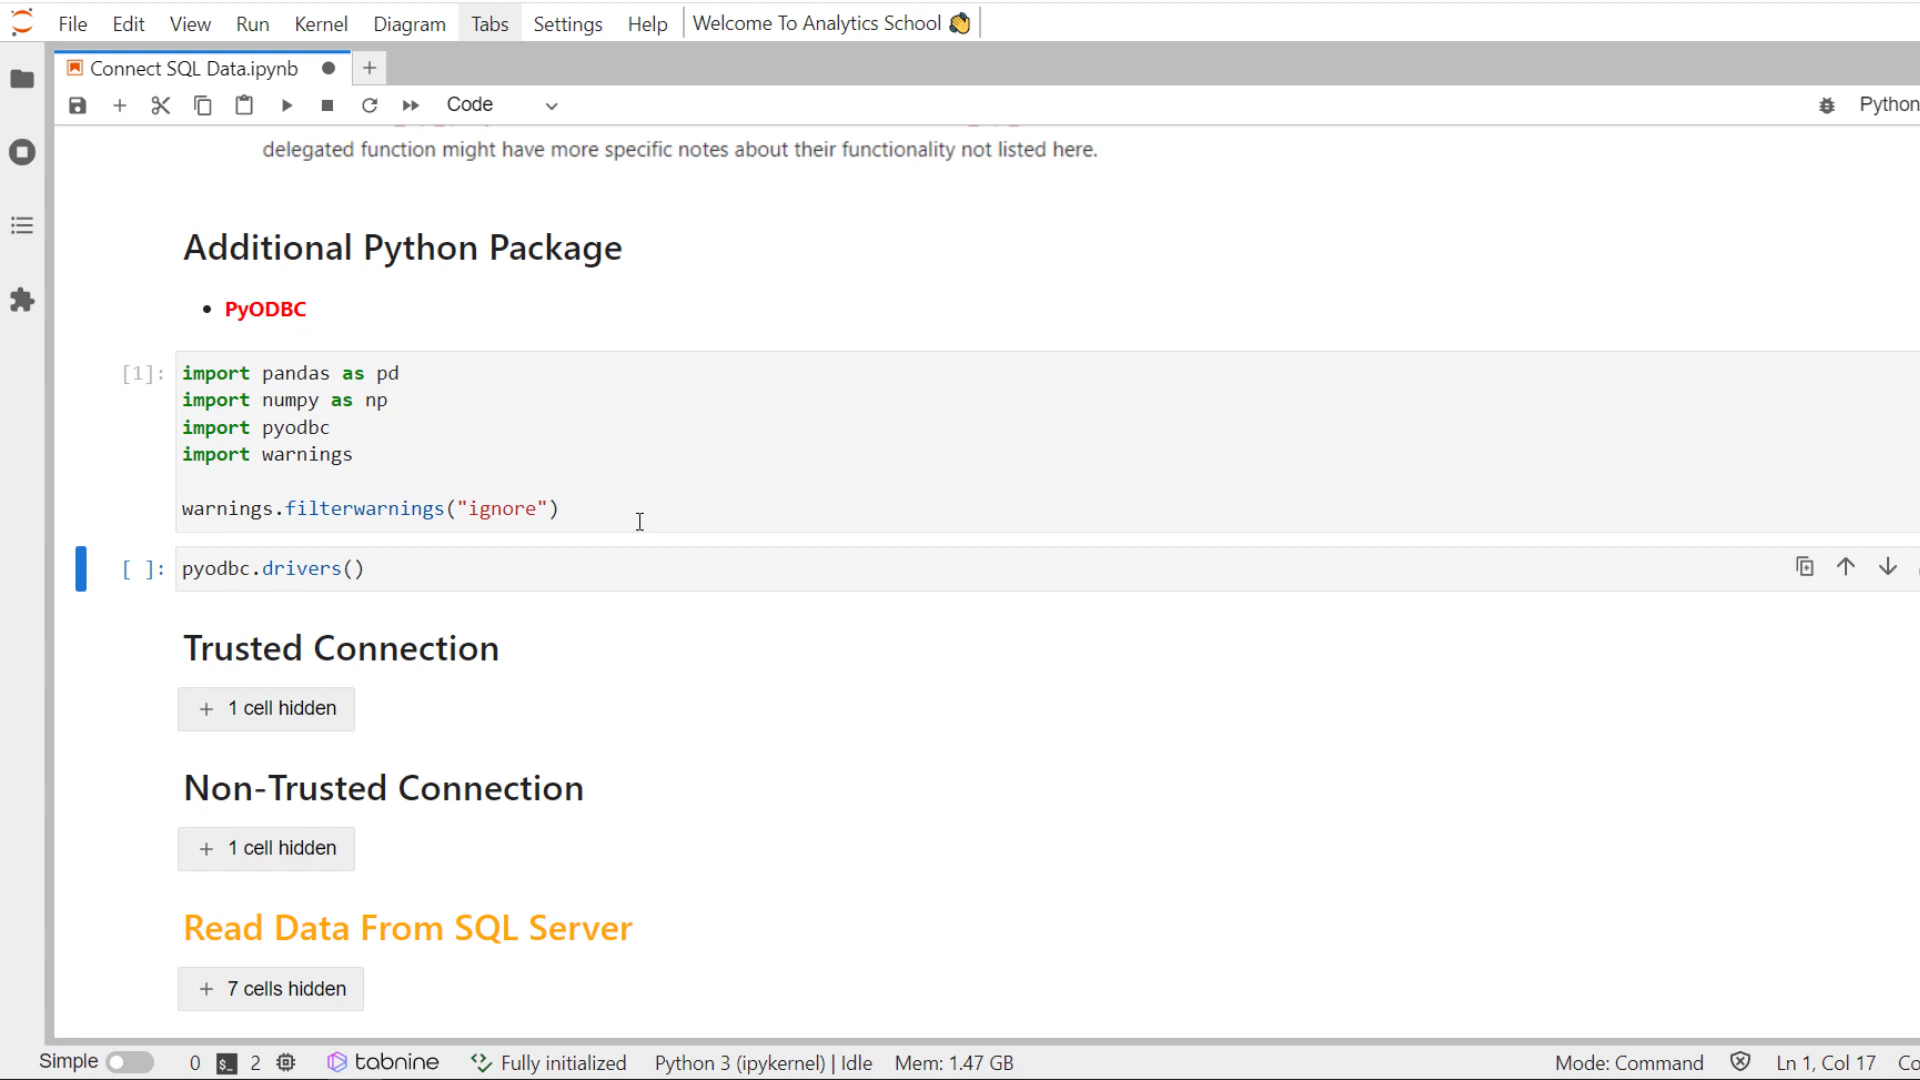 File Edit View Run Kernel Diagram Tabs Settings Help Welcome To Analytics School 👋
Connect SQL Data.ipynb
Code
Python
delegated function might have more specific notes about their functionality not listed here.
Additional Python Package
• PyODBC
[1]: import pandas as pd
import numpy as np
import pyodbc
import warnings
warnings.filterwarnings("ignore")
[ ]: pyodbc.drivers()
Trusted Connection
+ 1 cell hidden
Non-Trusted Connection
+ 1 cell hidden
Read Data From SQL Server
+ 7 cells hidden
Simple 0 2 tabnine Fully initialized Python 3 (ipykernel) | Idle Mem: 1.47 GB Mode: Command Ln 1, Col 17 Co